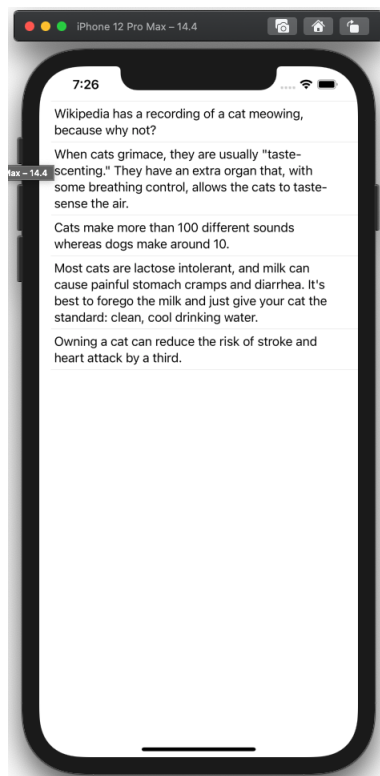 iPhone 12 Pro Max – 14.4
7:26
Wikipedia has a recording of a cat meowing,
because why not?
When cats grimace, they are usually "taste-
scenting." They have an extra organ that, with
some breathing control, allows the cats to taste-
sense the air.
Max – 14.4
Cats make more than 100 different sounds
whereas dogs make around 10.
Most cats are lactose intolerant, and milk can
cause painful stomach cramps and diarrhea. It's
best to forego the milk and just give your cat the
standard: clean, cool drinking water.
Owning a cat can reduce the risk of stroke and
heart attack by a third.